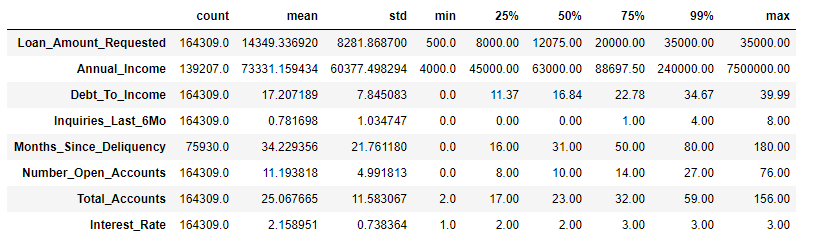 count mean std min 25% 50% 75% 99% max
Loan_Amount_Requested 164309.0 14349.336920 8281.868700 500.0 8000.00 12075.00 20000.00 35000.00 35000.00
Annual_Income 139207.0 73331.159434 60377.498294 4000.0 45000.00 63000.00 88697.50 240000.00 7500000.00
Debt_To_Income 164309.0 17.207189 7.845083 0.0 11.37 16.84 22.78 34.67 39.99
Inquiries_Last_6Mo 164309.0 0.781698 1.034747 0.0 0.00 0.00 1.00 4.00 8.00
Months_Since_Deliquency 75930.0 34.229356 21.761180 0.0 16.00 31.00 50.00 80.00 180.00
Number_Open_Accounts 164309.0 11.193818 4.991813 0.0 8.00 10.00 14.00 27.00 76.00
Total_Accounts 164309.0 25.067665 11.583067 2.0 17.00 23.00 32.00 59.00 156.00
Interest_Rate 164309.0 2.158951 0.738364 1.0 2.00 2.00 3.00 3.00 3.00